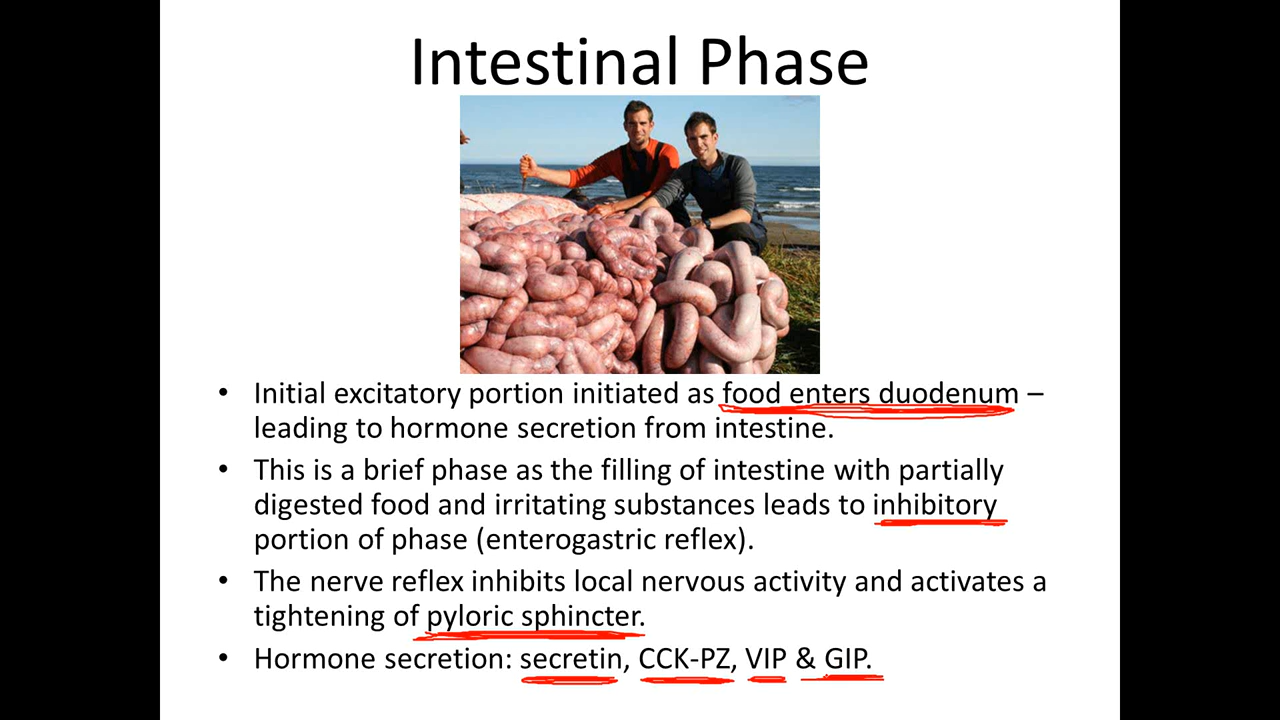 Intestinal Phase
• Initial excitatory portion initiated as food enters duodenum –
leading to hormone secretion from intestine.
• This is a brief phase as the filling of intestine with partially
digested food and irritating substances leads to inhibitory
portion of phase (enterogastric reflex).
• The nerve reflex inhibits local nervous activity and activates a
tightening of pyloric sphincter.
• Hormone secretion: secretin, CCK-PZ, VIP & GIP.